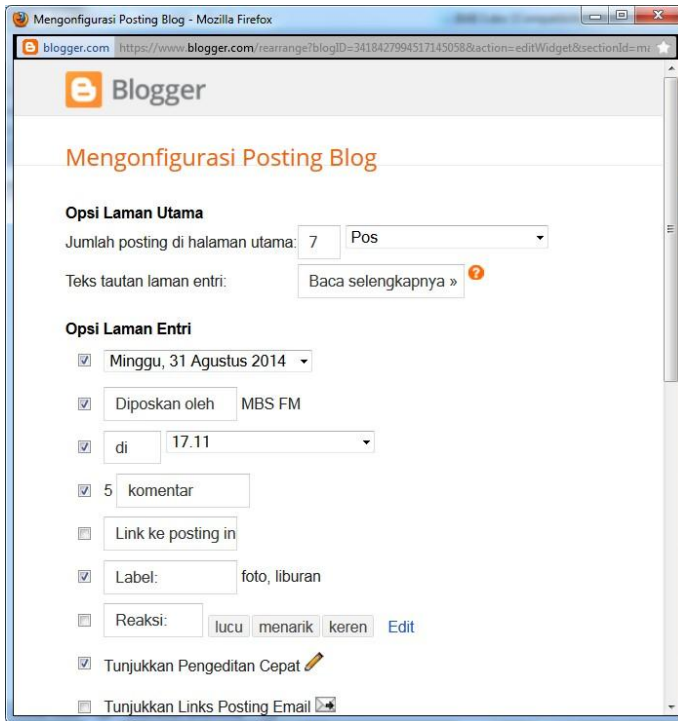 Mengonfigurasi Posting Blog - Mozilla Firefox
blogger.com https://www.blogger.com/rearrange?blogID=3418427994517145058&action=editWidget&sectionId=ma
Blogger
Mengonfigurasi Posting Blog
Opsi Laman Utama
Jumlah posting di halaman utama: 7 Pos
Teks tautan laman entri: Baca selengkapnya » ?
Opsi Laman Entri
Minggu, 31 Agustus 2014
Diposkan oleh MBS FM
di 17.11
5 komentar
Link ke posting in
Label: foto, liburan
Reaksi: lucu menarik keren Edit
Tunjukkan Pengeditan Cepat
Tunjukkan Links Posting Email